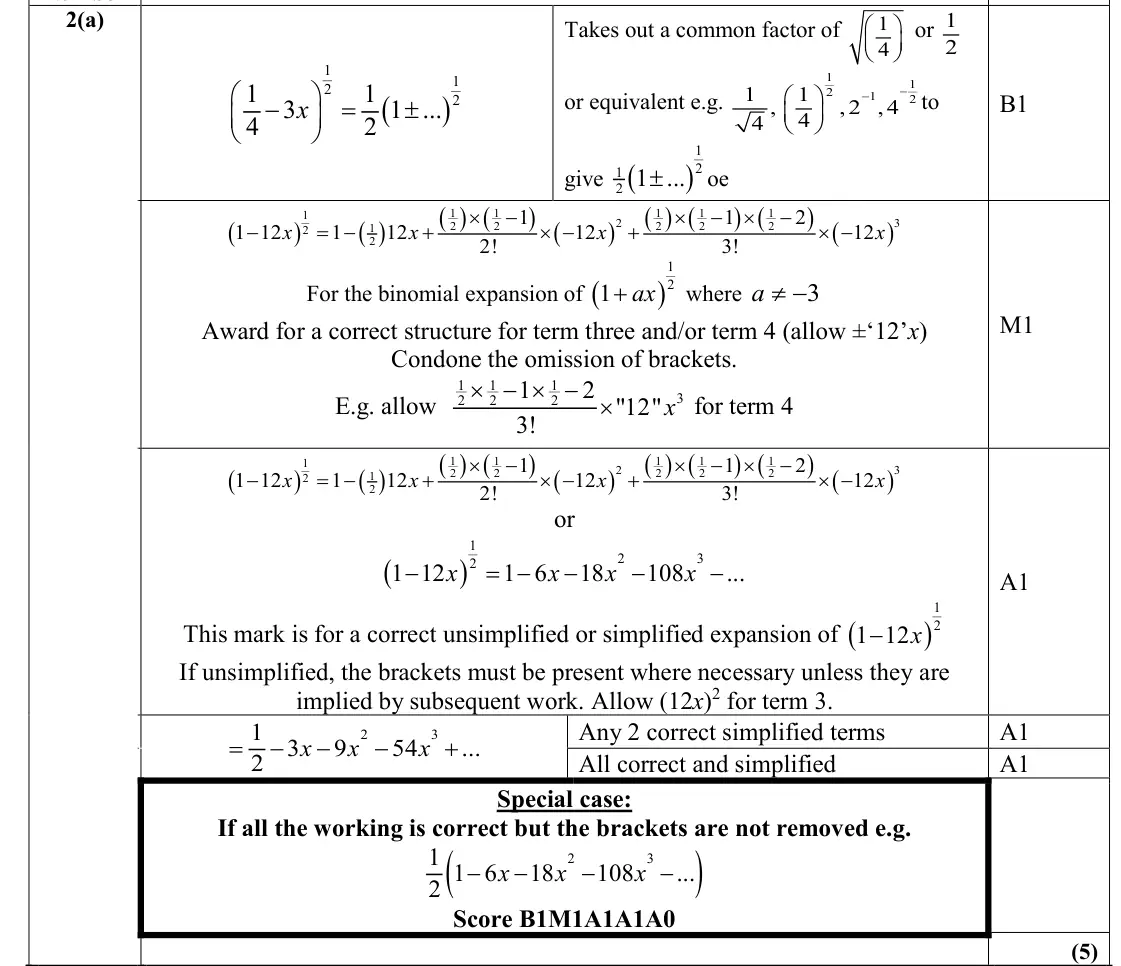 2(a)
(1/4 − 3x)^(1/2) = 1/2(1 ± ...)^(1/2)
Takes out a common factor of √(1/4) or 1/2
or equivalent e.g. 1/√4, (1/4)^(1/2), 2^(−1), 4^(−1/2) to
give 1/2(1 ± ...)^(1/2) oe
B1
(1−12x)^(1/2) = 1−(1/2)12x + ((1/2)×(1/2−1))/2! ×(−12x)^2 + ((1/2)×(1/2−1)×(1/2−2))/3! ×(−12x)^3
For the binomial expansion of (1+ax)^(1/2) where a ≠ −3
Award for a correct structure for term three and/or term 4 (allow ±‘12’x)
Condone the omission of brackets.
E.g. allow (1/2×1/2−1×1/2−2)/3! ×"12"x^3 for term 4
M1
(1−12x)^(1/2) = 1−(1/2)12x + ((1/2)×(1/2−1))/2! ×(−12x)^2 + ((1/2)×(1/2−1)×(1/2−2))/3! ×(−12x)^3
or
(1−12x)^(1/2) = 1−6x−18x^2−108x^3−...
This mark is for a correct unsimplified or simplified expansion of (1−12x)^(1/2)
If unsimplified, the brackets must be present where necessary unless they are
implied by subsequent work. Allow (12x)^2 for term 3.
A1
= 1/2 −3x−9x^2−54x^3+...
Any 2 correct simplified terms
A1
All correct and simplified
A1
Special case:
If all the working is correct but the brackets are not removed e.g.
1/2(1−6x−18x^2−108x^3−...)
Score B1M1A1A1A0
(5)